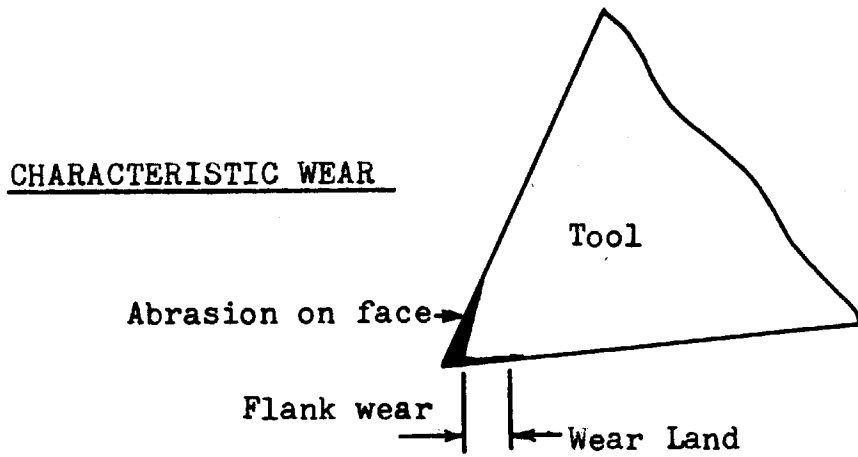 CHARACTERISTIC WEAR
Tool
Abrasion on face
Flank wear
Wear Land